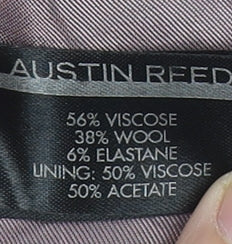 AUSTIN REED
56% VISCOSE
38% WOOL
6% ELASTANE
LINING: 50% VISCOSE
50% ACETATE